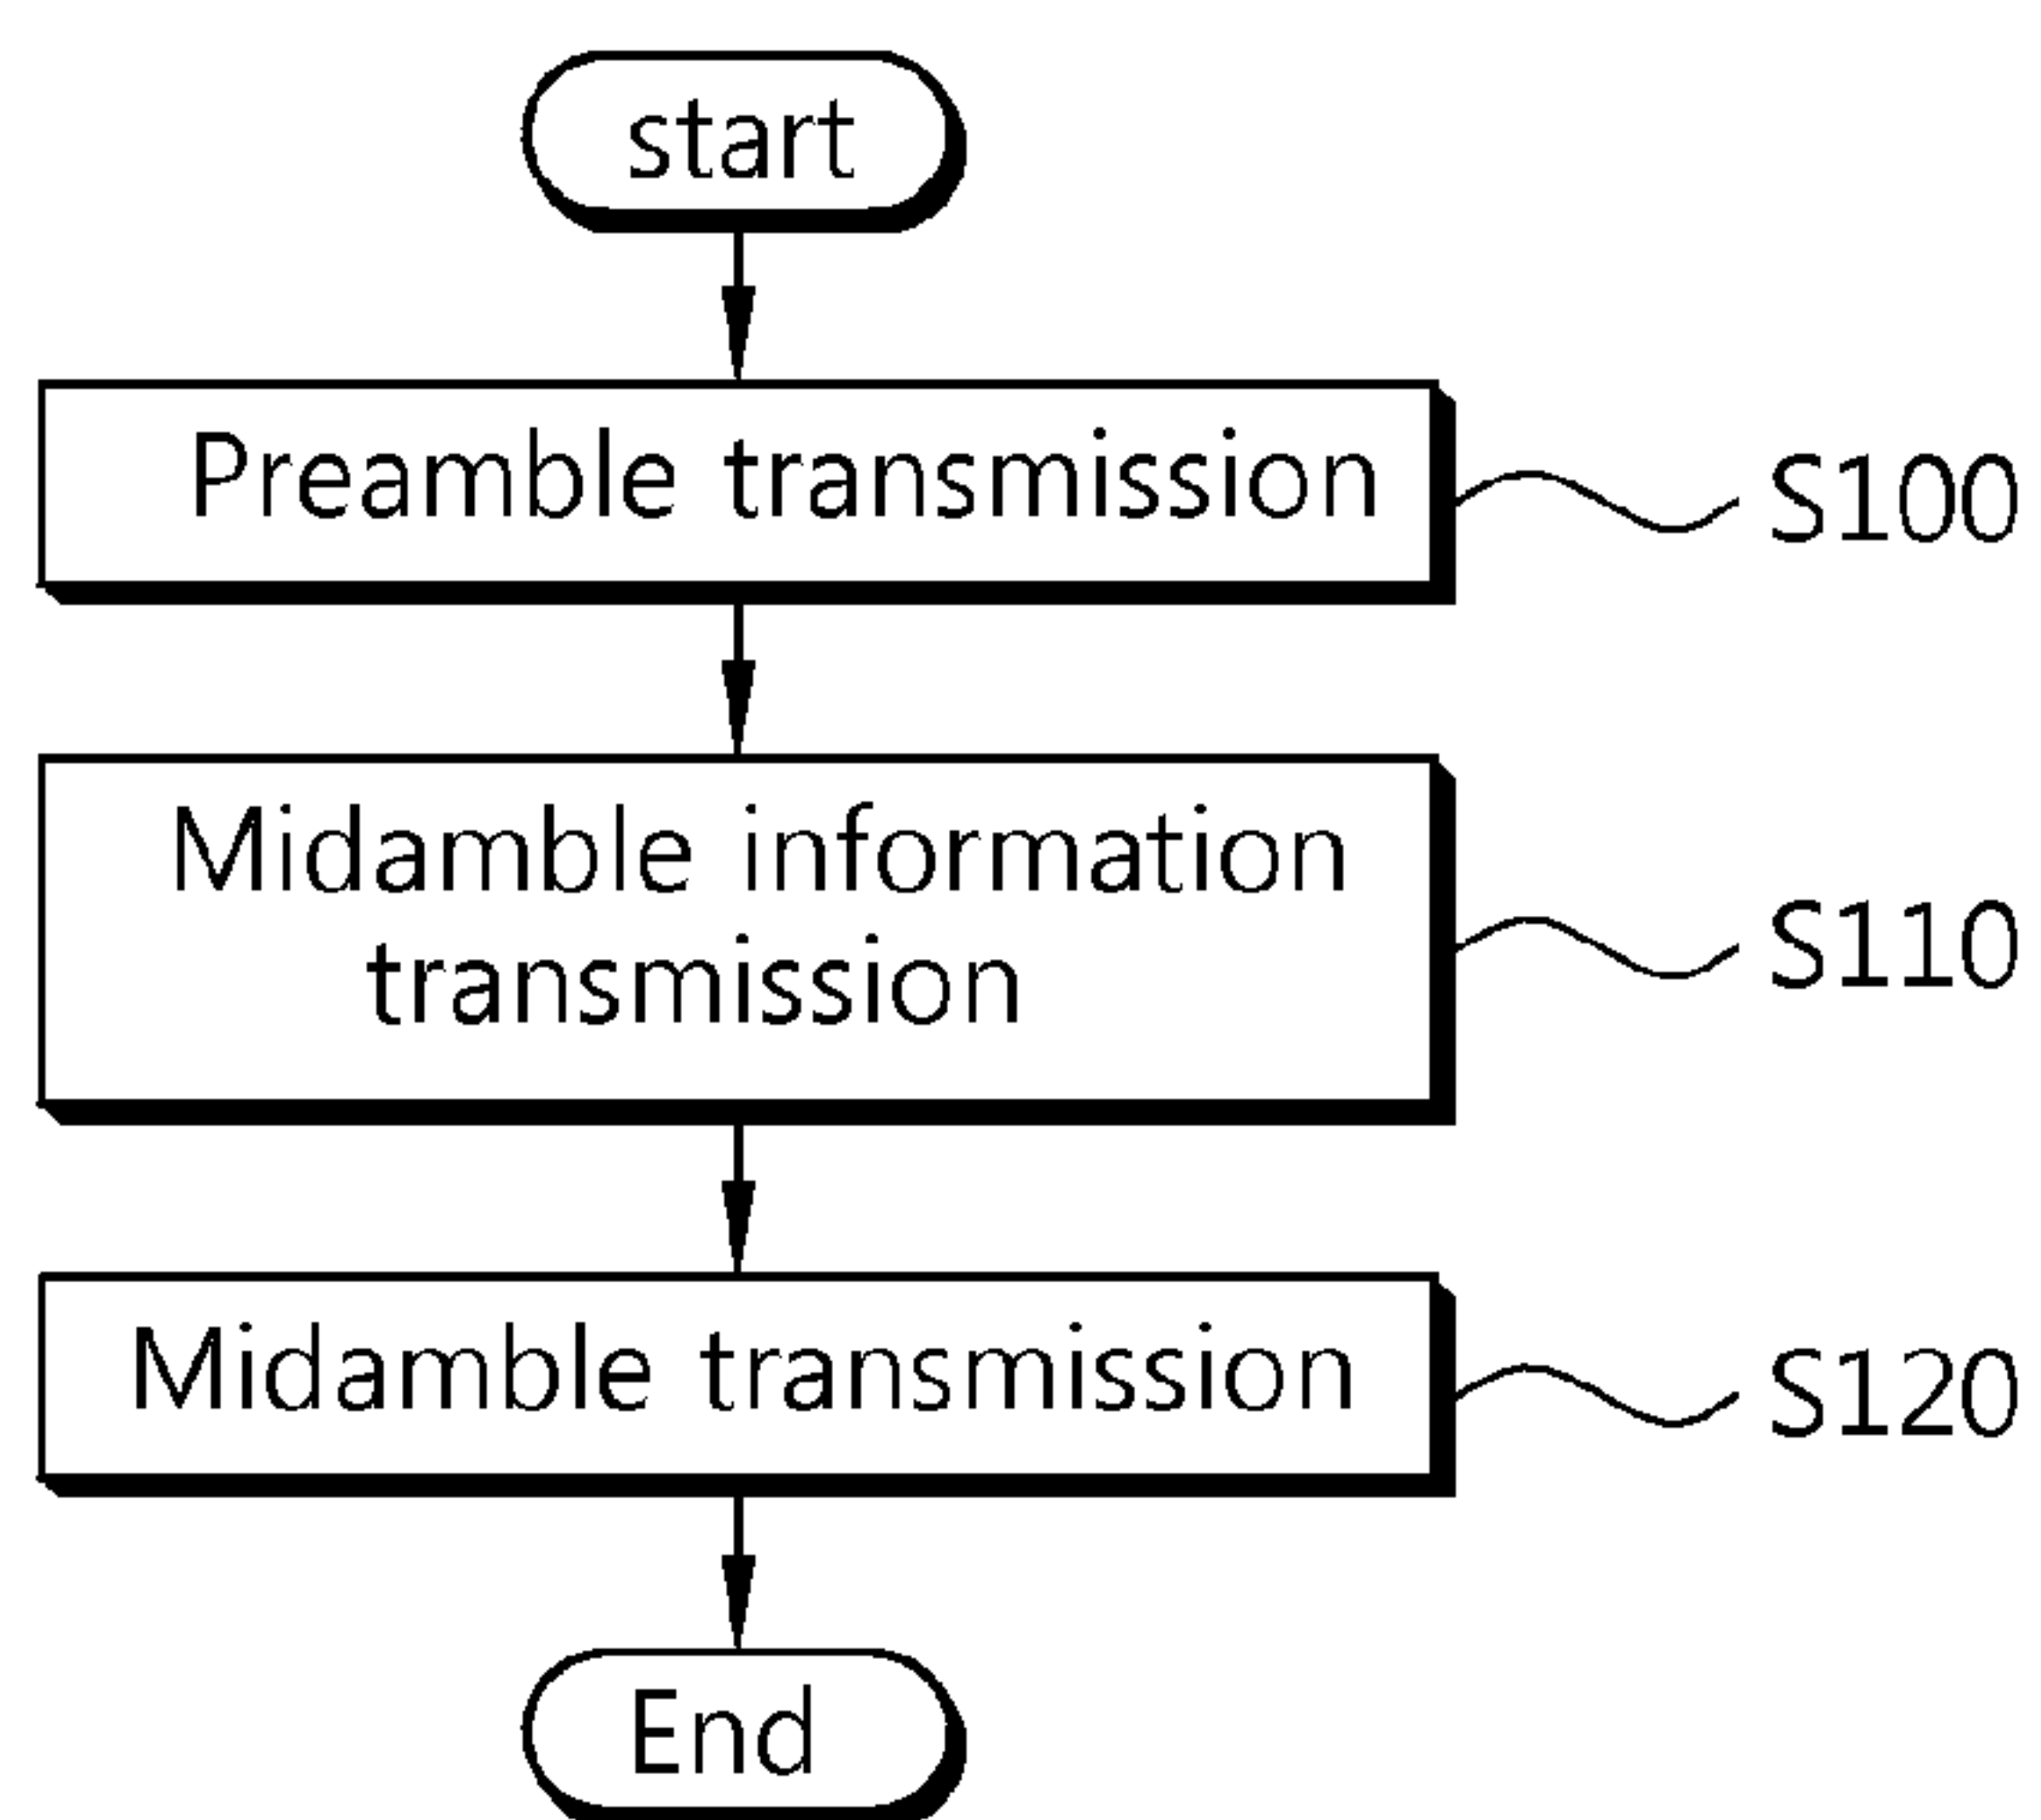 start
Preamble transmission
S100
Midamble information
transmission
S110
Midamble transmission
S120
End